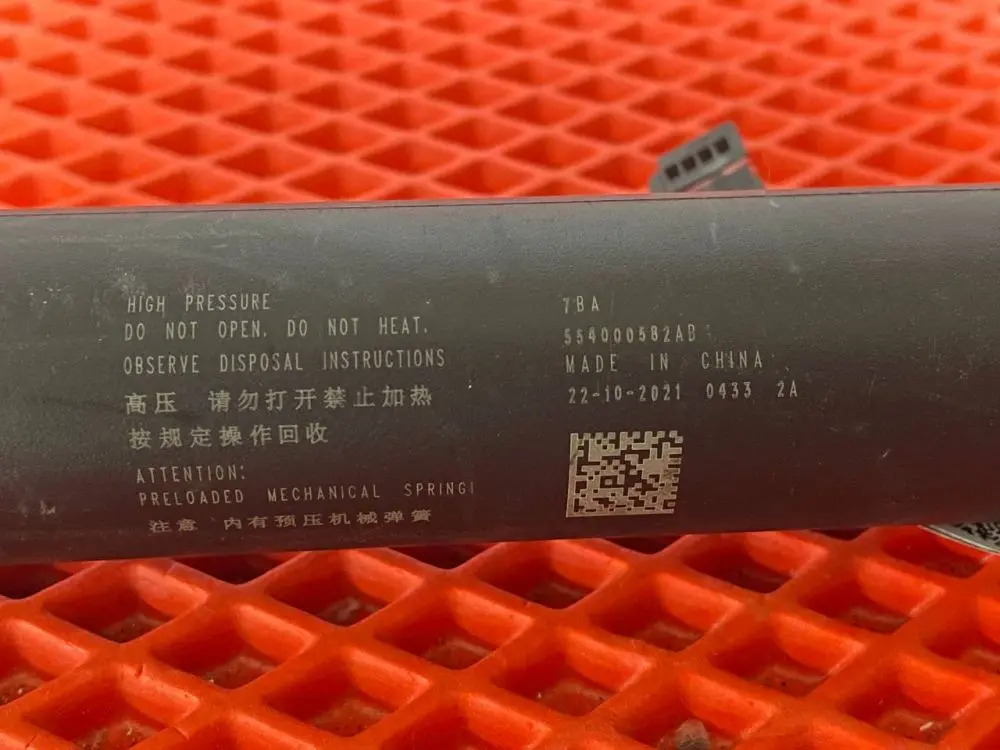 HIGH PRESSURE
DO NOT OPEN. DO NOT HEAT.
OBSERVE DISPOSAL INSTRUCTIONS
高压 请勿打开禁止加热
按规定操作回收
ATTENTION:
PRELOADED MECHANICAL SPRING!
注意 内有预压机械弹簧
7BA
554000582AB
MADE IN CHINA
22-10-2021 0433 2A